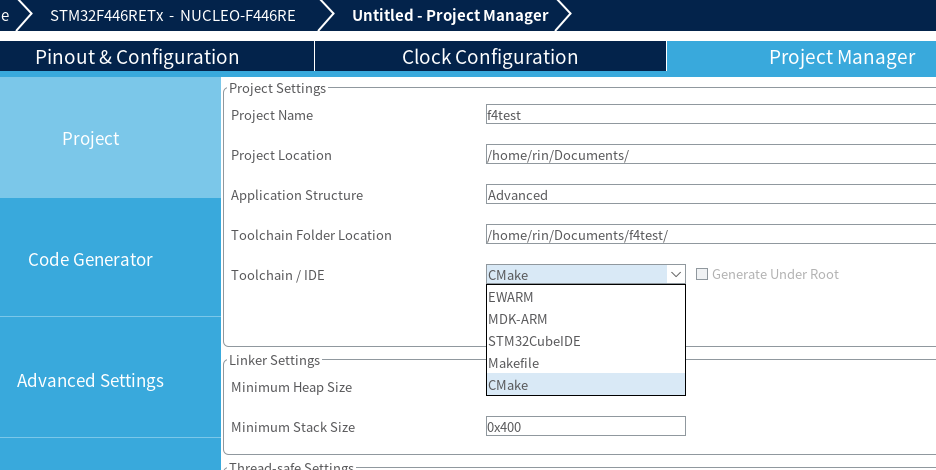 e STM32F446RETx - NUCLEO-F446RE Untitled - Project Manager
Pinout & Configuration Clock Configuration Project Manager
Project
Code Generator
Advanced Settings
Project Settings
Project Name f4test
Project Location /home/rin/Documents/
Application Structure Advanced
Toolchain Folder Location /home/rin/Documents/f4test/
Toolchain / IDE CMake Generate Under Root
EWARM
MDK-ARM
STM32CubeIDE
Makefile
CMake
Linker Settings
Minimum Heap Size
Minimum Stack Size 0x400
Thread-safe Settings